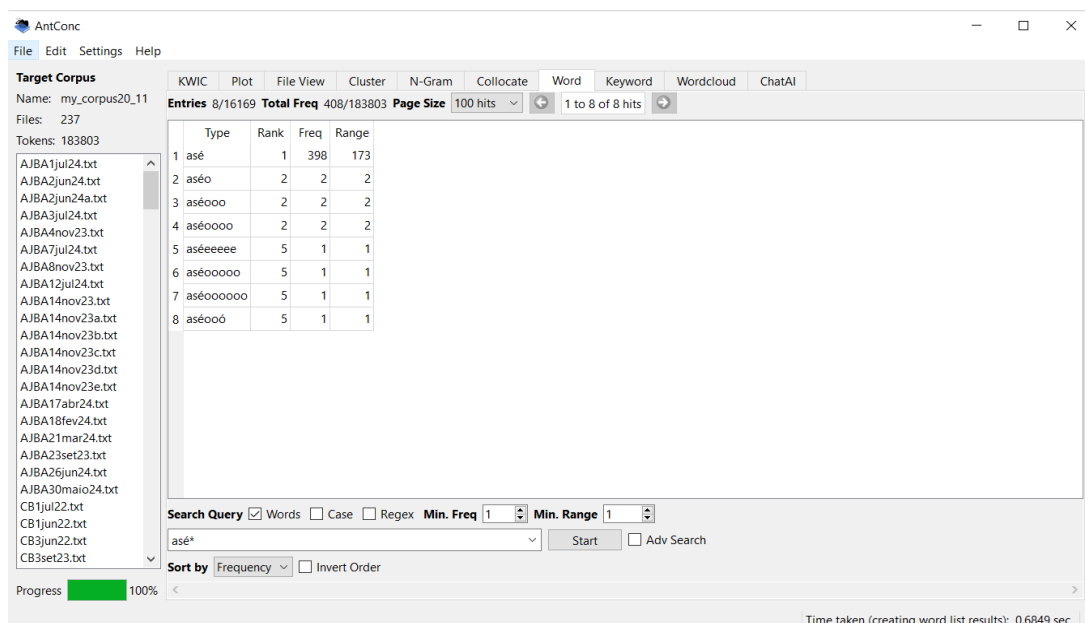 AntConc
File Edit Settings Help
Target Corpus
Name: my_corpus20_11
Files: 237
Tokens: 183803
AJBA1jul24.txt
AJBA2jun24.txt
AJBA2jun24a.txt
AJBA3jul24.txt
AJBA4nov23.txt
AJBA7jul24.txt
AJBA8nov23.txt
AJBA12jul24.txt
AJBA14nov23.txt
AJBA14nov23a.txt
AJBA14nov23b.txt
AJBA14nov23c.txt
AJBA14nov23d.txt
AJBA14nov23e.txt
AJBA17abr24.txt
AJBA18fev24.txt
AJBA21mar24.txt
AJBA23set23.txt
AJBA26jun24.txt
AJBA30maio24.txt
CB1jul22.txt
CB1jun22.txt
CB3jun22.txt
CB3set23.txt
Progress 100%
KWIC Plot File View Cluster N-Gram Collocate Word Keyword Wordcloud ChatAI
Entries 8/16169 Total Freq 408/183803 Page Size 100 hits 1 to 8 of 8 hits
Type Rank Freq Range
1 asé 1 398 173
2 aséo 2 2 2
3 aséooo 2 2 2
4 aséoooo 2 2 2
5 aséeeeee 5 1 1
6 aséooooo 5 1 1
7 aséoooooo 5 1 1
8 aséooó 5 1 1
Search Query Words Case Regex Min. Freq 1 Min. Range 1
asé* Start Adv Search
Sort by Frequency Invert Order
Time taken (creating word list results): 0.6849 sec